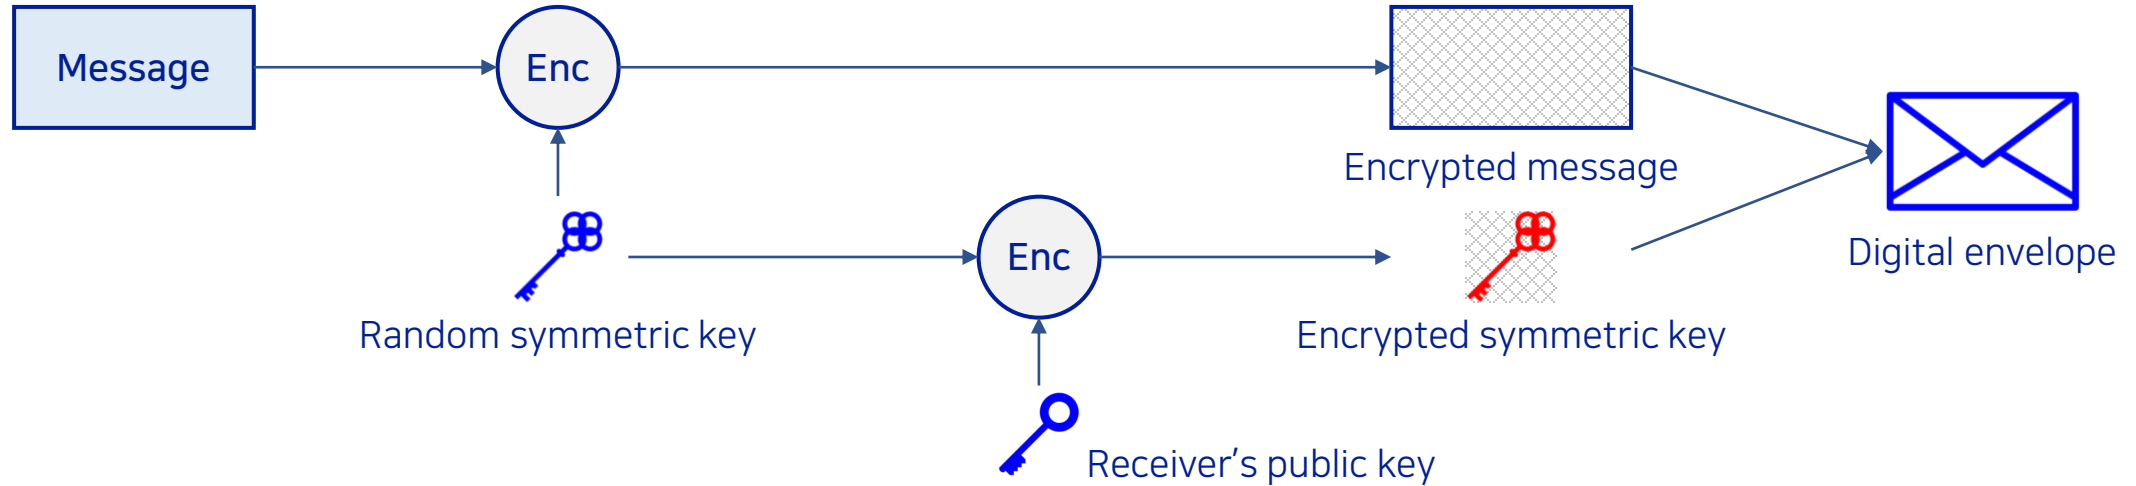 Message
Enc
Encrypted message
Digital envelope
Enc
Random symmetric key
Encrypted symmetric key
Receiver’s public key